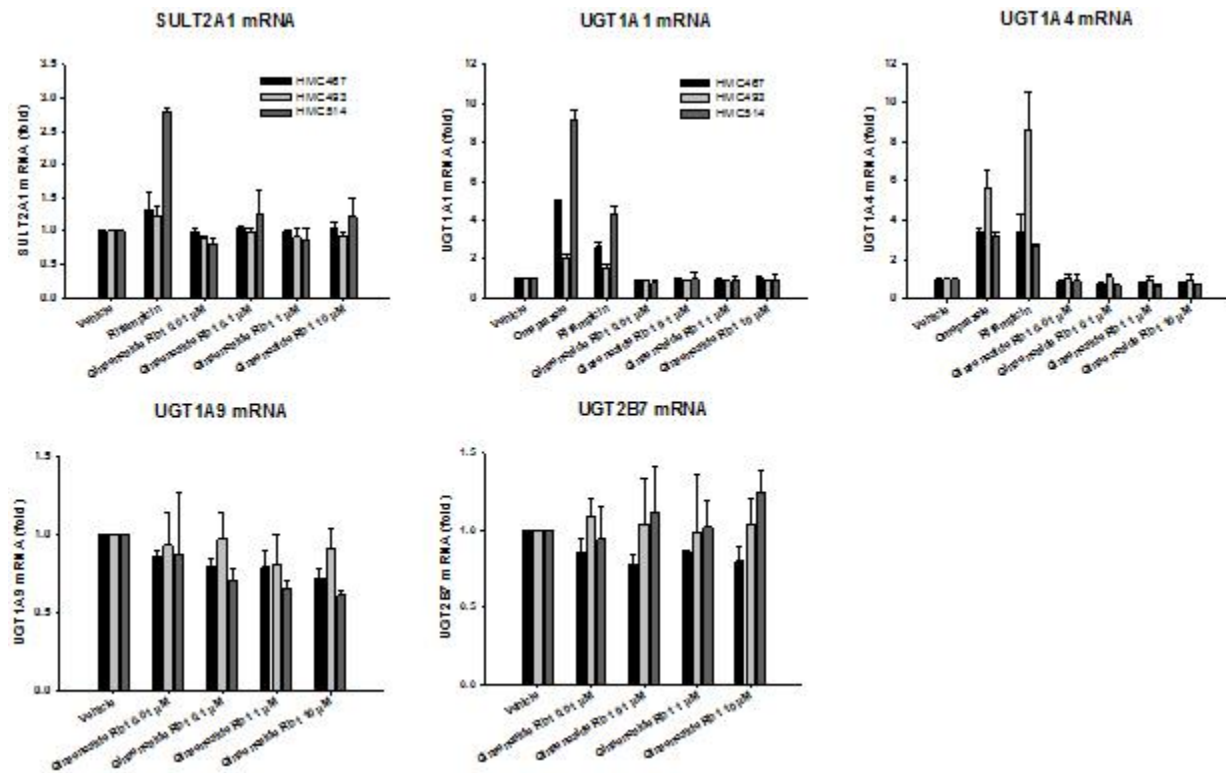 SULT2A1 mRNA
SULT2A1 mRNA (fold)
3.5
3.0
2.5
2.0
1.5
1.0
0.5
0.0
HMC467
HMC493
HMC514
Vehicle
Rifampicin
Ginsenoside Rb1 0.01 µM
Ginsenoside Rb1 0.1 µM
Ginsenoside Rb1 1 µM
Ginsenoside Rb1 10 µM
UGT1A1 mRNA
UGT1A1 mRNA (fold)
12
10
8
6
4
2
0
HMC467
HMC493
HMC514
Vehicle
Rifampicin
Ginsenoside Rb1 0.01 µM
Ginsenoside Rb1 0.1 µM
Ginsenoside Rb1 1 µM
Ginsenoside Rb1 10 µM
UGT1A4 mRNA
UGT1A4 mRNA (fold)
12
10
8
6
4
2
0
Vehicle
Rifampicin
Ginsenoside Rb1 0.01 µM
Ginsenoside Rb1 0.1 µM
Ginsenoside Rb1 1 µM
Ginsenoside Rb1 10 µM
UGT1A9 mRNA
UGT1A9 mRNA (fold)
1.5
1.0
0.5
0.0
Vehicle
Ginsenoside Rb1 0.01 µM
Ginsenoside Rb1 0.1 µM
Ginsenoside Rb1 1 µM
Ginsenoside Rb1 10 µM
UGT2B7 mRNA
UGT2B7 mRNA (fold)
1.5
1.0
0.5
0.0
Vehicle
Ginsenoside Rb1 0.01 µM
Ginsenoside Rb1 0.1 µM
Ginsenoside Rb1 1 µM
Ginsenoside Rb1 10 µM